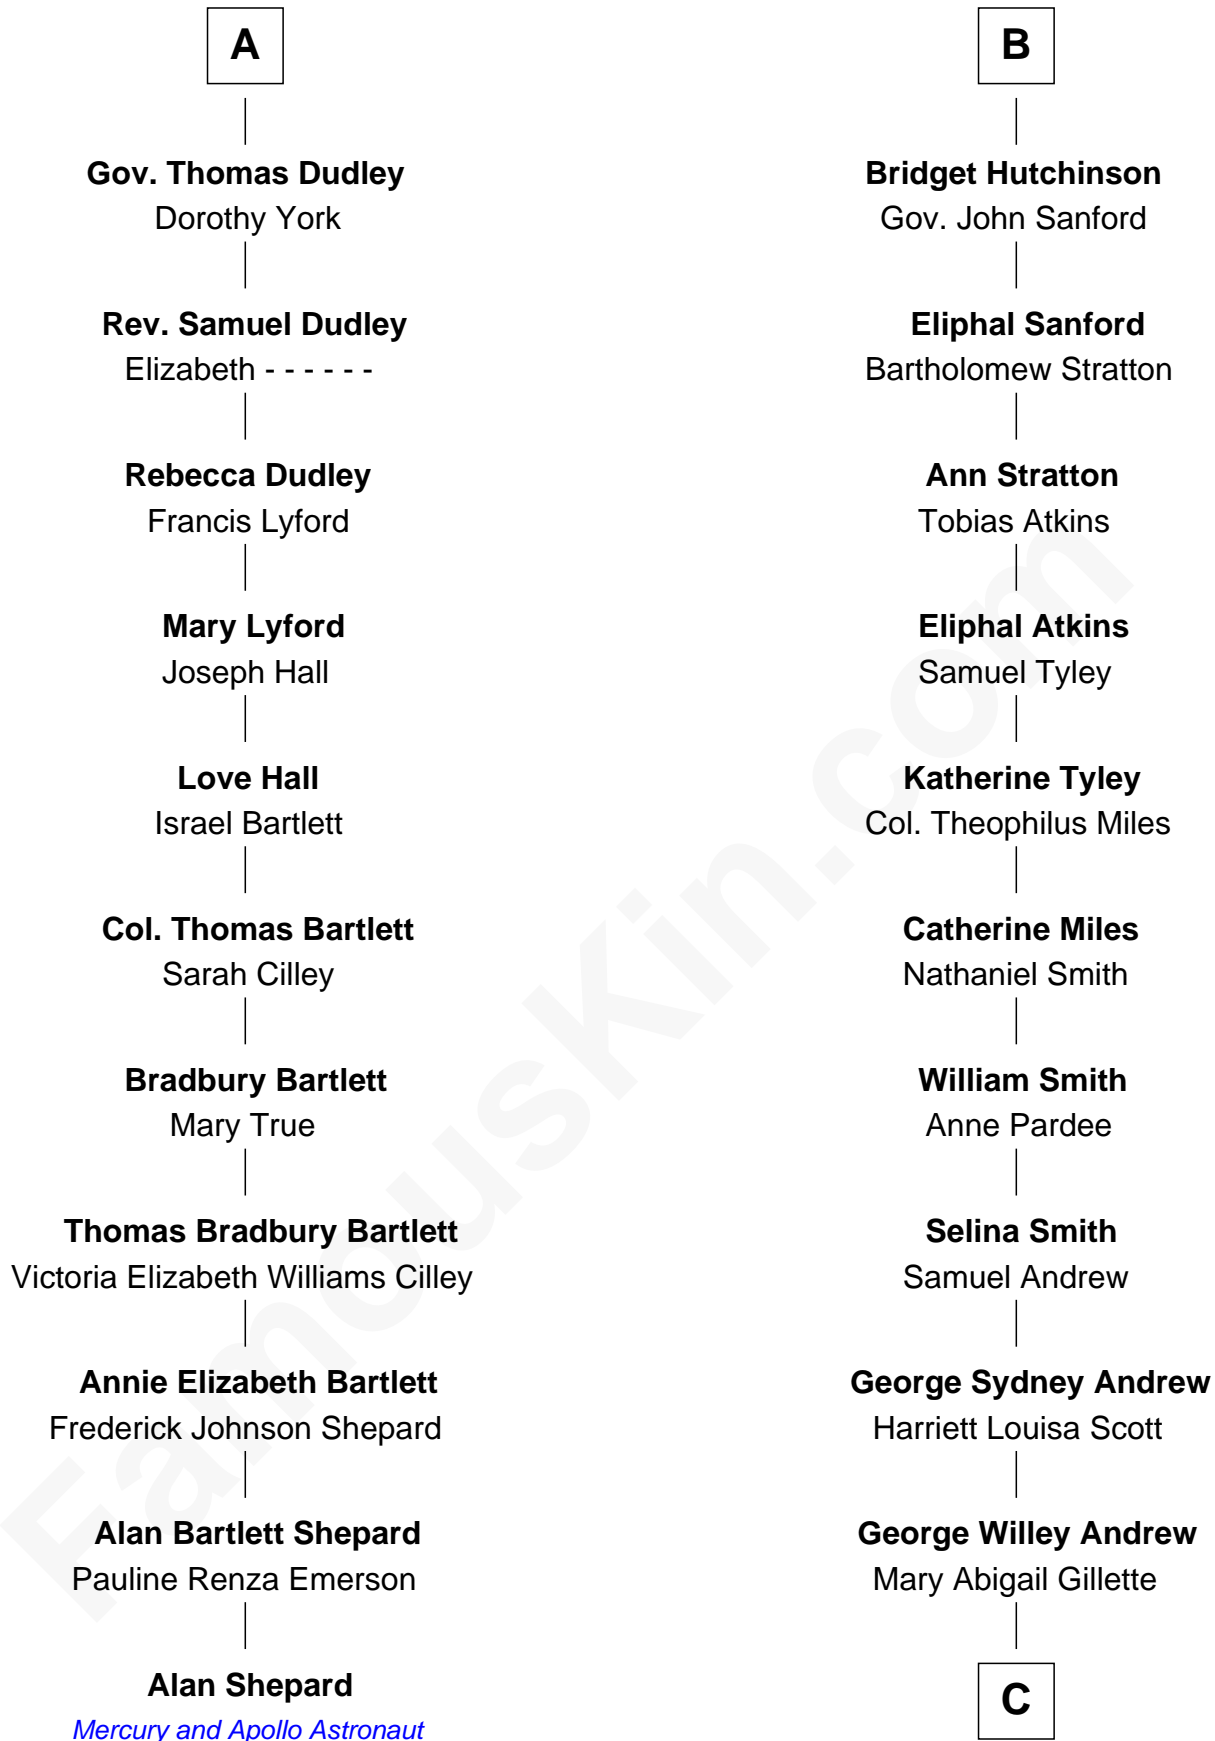 A
Gov. Thomas Dudley
Dorothy York
Rev. Samuel Dudley
Elizabeth - - - - - -
Rebecca Dudley
Francis Lyford
Mary Lyford
Joseph Hall
Love Hall
Israel Bartlett
Col. Thomas Bartlett
Sarah Cilley
Bradbury Bartlett
Mary True
Thomas Bradbury Bartlett
Victoria Elizabeth Williams Cilley
Annie Elizabeth Bartlett
Frederick Johnson Shepard
Alan Bartlett Shepard
Pauline Renza Emerson
Alan Shepard
Mercury and Apollo Astronaut
B
Bridget Hutchinson
Gov. John Sanford
Eliphal Sanford
Bartholomew Stratton
Ann Stratton
Tobias Atkins
Eliphal Atkins
Samuel Tyley
Katherine Tyley
Col. Theophilus Miles
Catherine Miles
Nathaniel Smith
William Smith
Anne Pardee
Selina Smith
Samuel Andrew
George Sydney Andrew
Harriett Louisa Scott
George Willey Andrew
Mary Abigail Gillette
C
FamousKin.com